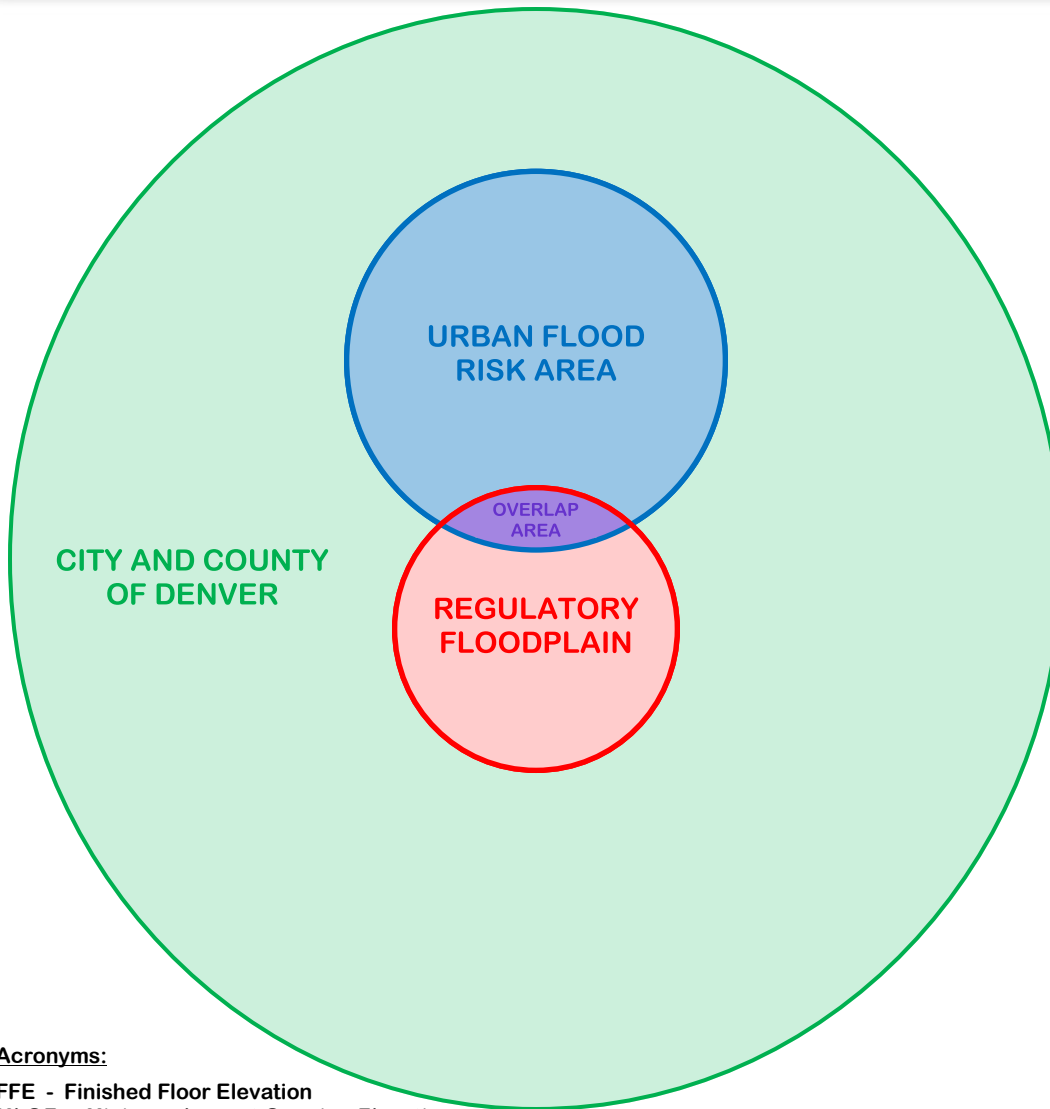 URBAN FLOOD
RISK AREA
OVERLAP
AREA
CITY AND COUNTY
OF DENVER
REGULATORY
FLOODPLAIN
Acronyms:
FFE - Finished Floor Elevation